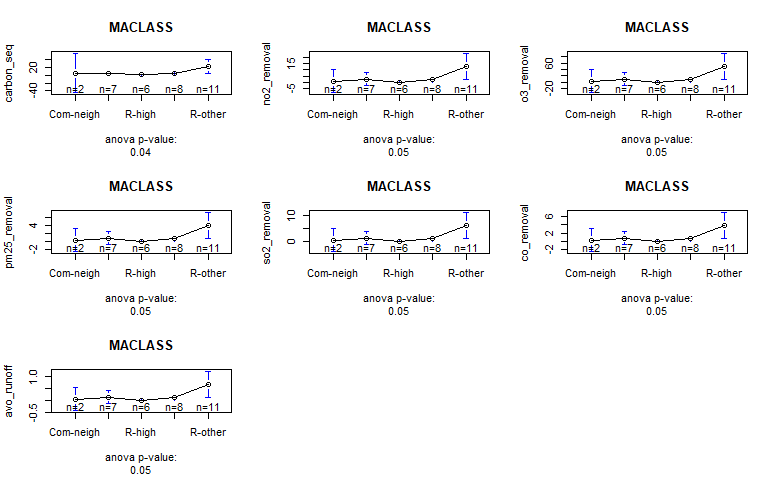 MACLASS
carbon_seq
20
-40
n=2 n=7 n=6 n=8 n=11
Com-neigh R-high R-other
anova p-value:
0.04
MACLASS
no2_removal
15
-5
n=2 n=7 n=6 n=8 n=11
Com-neigh R-high R-other
anova p-value:
0.05
MACLASS
o3_removal
60
-20
n=2 n=7 n=6 n=8 n=11
Com-neigh R-high R-other
anova p-value:
0.05
MACLASS
pm25_removal
4
-2
n=2 n=7 n=6 n=8 n=11
Com-neigh R-high R-other
anova p-value:
0.05
MACLASS
so2_removal
10
0
n=2 n=7 n=6 n=8 n=11
Com-neigh R-high R-other
anova p-value:
0.05
MACLASS
co_removal
6
2
-2
n=2 n=7 n=6 n=8 n=11
Com-neigh R-high R-other
anova p-value:
0.05
MACLASS
avo_runoff
1.0
-0.5
n=2 n=7 n=6 n=8 n=11
Com-neigh R-high R-other
anova p-value:
0.05